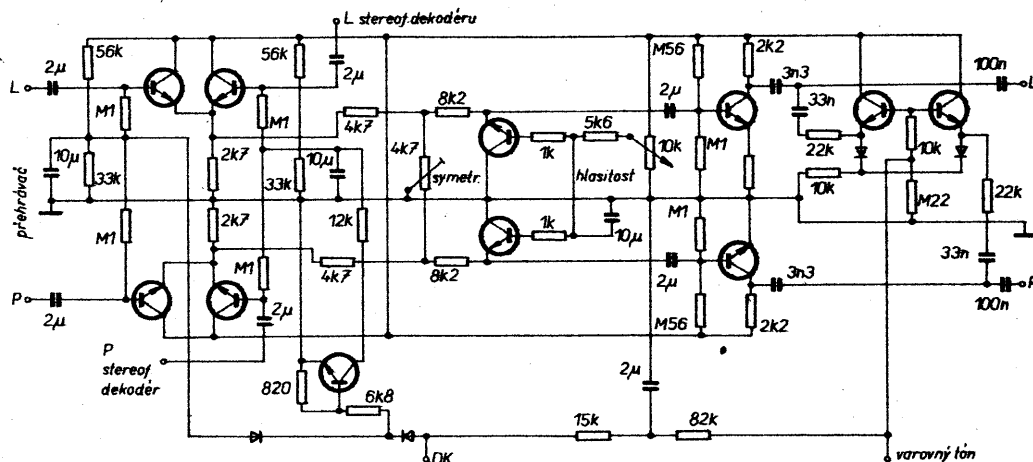 L stereof. dekodéru
56k
56k
2μ
L
2μ
M1
M1
10μ
33k
2k7
10μ
33k
přehrávač
2k7
12k
M1
M1
P
2μ
2μ
P
stereof.
dekodér
820
6k8
DK
4k7
8k2
4k7
symetr.
4k7
8k2
1k
5k6
hlasitost
1k
10μ
10k
2μ
M56
M1
M1
2μ
M56
2k2
2k2
3n3
33n
22k
10k
3n3
10k
M22
22k
33n
100n
L
100n
P
2μ
15k
82k
varovný tón